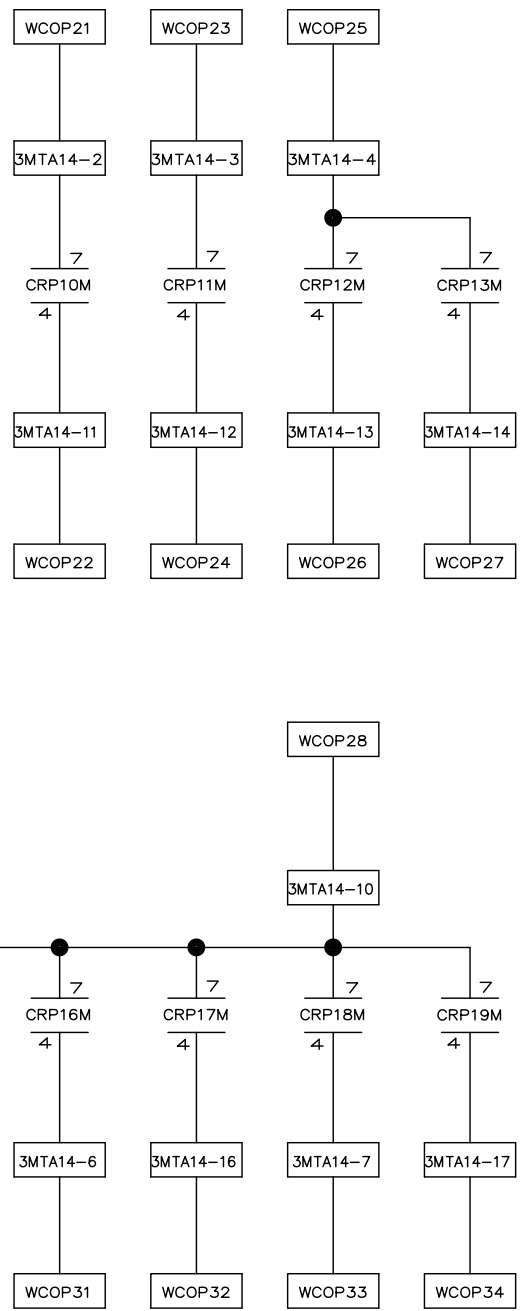 WCOP21 WCOP23 WCOP25
3MTA14-2 3MTA14-3 3MTA14-4
7 7 7 7
CRP10M CRP11M CRP12M CRP13M
4 4 4 4
3MTA14-11 3MTA14-12 3MTA14-13 3MTA14-14
WCOP22 WCOP24 WCOP26 WCOP27
WCOP28
3MTA14-10
7 7 7 7
CRP16M CRP17M CRP18M CRP19M
4 4 4 4
3MTA14-6 3MTA14-16 3MTA14-7 3MTA14-17
WCOP31 WCOP32 WCOP33 WCOP34